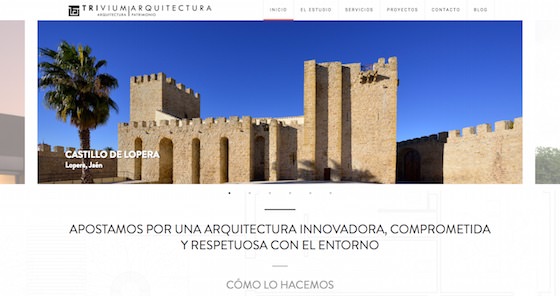 TRIVIUM|ARQUITECTURA
ARQUITECTURA | PATRIMONIO
INICIO EL ESTUDIO SERVICIOS PROYECTOS CONTACTO BLOG
CASTILLO DE LOPERA
Lopera, Jaén
APOSTAMOS POR UNA ARQUITECTURA INNOVADORA, COMPROMETIDA
Y RESPETUOSA CON EL ENTORNO
CÓMO LO HACEMOS